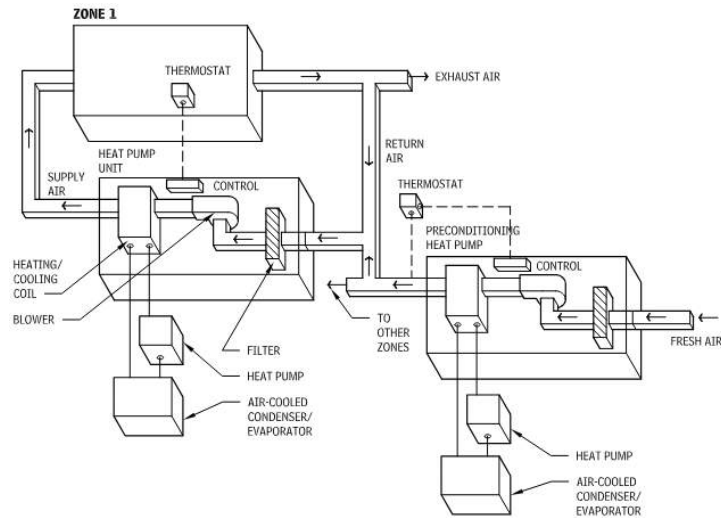 ZONE 1
THERMOSTAT
EXHAUST AIR
HEAT PUMP
UNIT
RETURN
AIR
SUPPLY
AIR
CONTROL
THERMOSTAT
PRECONDITIONING
HEAT PUMP
HEATING/
COOLING
COIL
CONTROL
BLOWER
TO
OTHER
ZONES
FILTER
FRESH AIR
HEAT PUMP
AIR-COOLED
CONDENSER/
EVAPORATOR
HEAT PUMP
AIR-COOLED
CONDENSER/
EVAPORATOR